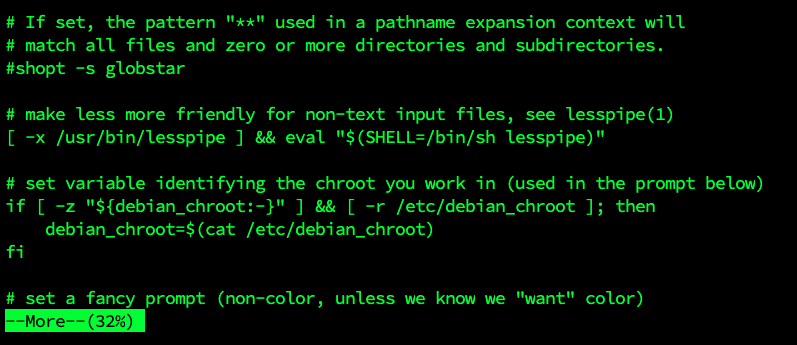 # If set, the pattern "**" used in a pathname expansion context will
# match all files and zero or more directories and subdirectories.
#shopt -s globstar

# make less more friendly for non-text input files, see lesspipe(1)
[ -x /usr/bin/lesspipe ] && eval "$(SHELL=/bin/sh lesspipe)"

# set variable identifying the chroot you work in (used in the prompt below)
if [ -z "${debian_chroot:-}" ] && [ -r /etc/debian_chroot ]; then
    debian_chroot=$(cat /etc/debian_chroot)
fi

# set a fancy prompt (non-color, unless we know we "want" color)
--More--(32%)